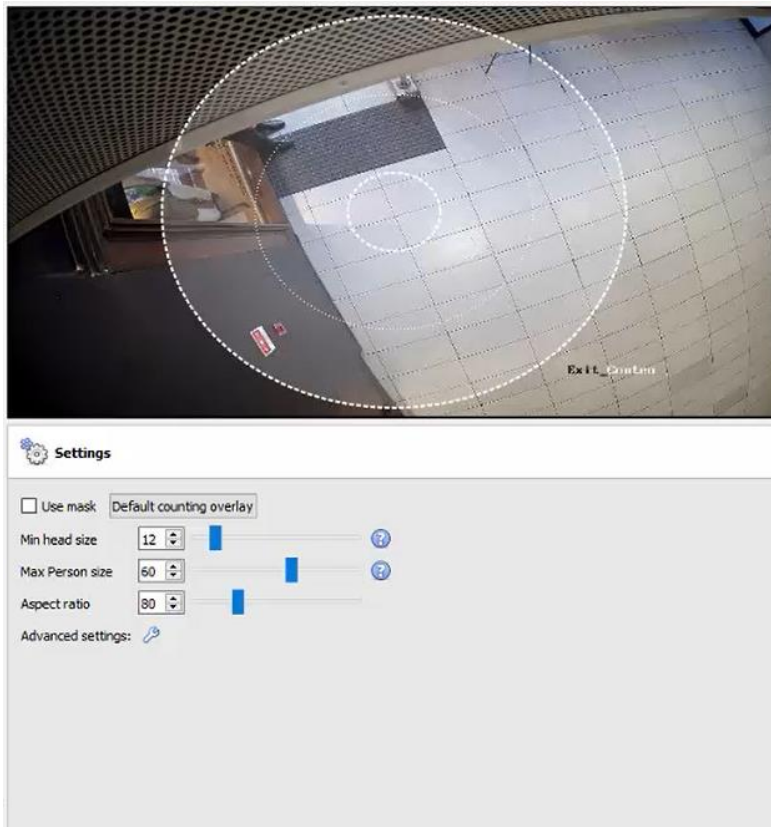 Exit_Conteo
Settings
Use mask Default counting overlay
Min head size 12
Max Person size 60
Aspect ratio 80
Advanced settings: